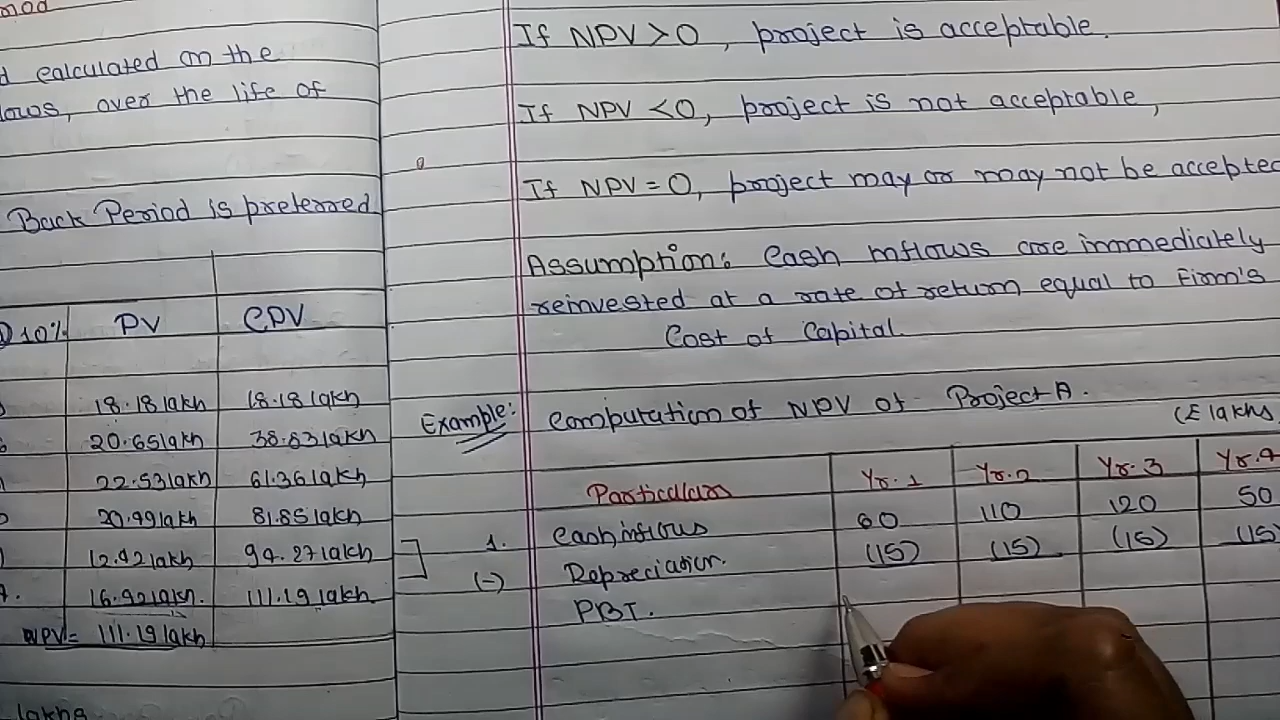 d calculated on the
lows, over the life of
Back Period is preferred
10% PV CPV
18.18 lakh 18.18 lakh
20.65 lakh 38.83 lakh
22.53 lakh 61.36 lakh
20.49 lakh 81.85 lakh
12.42 lakh 94.27 lakh
16.92 lakh. 111.19 lakh
NPV= 111.19 lakh
lakhs
If NPV>0, project is acceptable.
If NPV <0, project is not acceptable,
If NPV=0, project may or may not be accepted
Assumption: Cash inflows are immediately
reinvested at a rate of return equal to Firm's
Cost of Capital
Example: Computation of NPV of Project A.
(₹ lakhs
Particulars Yr.1 Yr.2 Yr.3 Yr.4
1. Cash inflows 60 110 120 50
(-) Depreciation. (15) (15) (15) (15)
PBT.